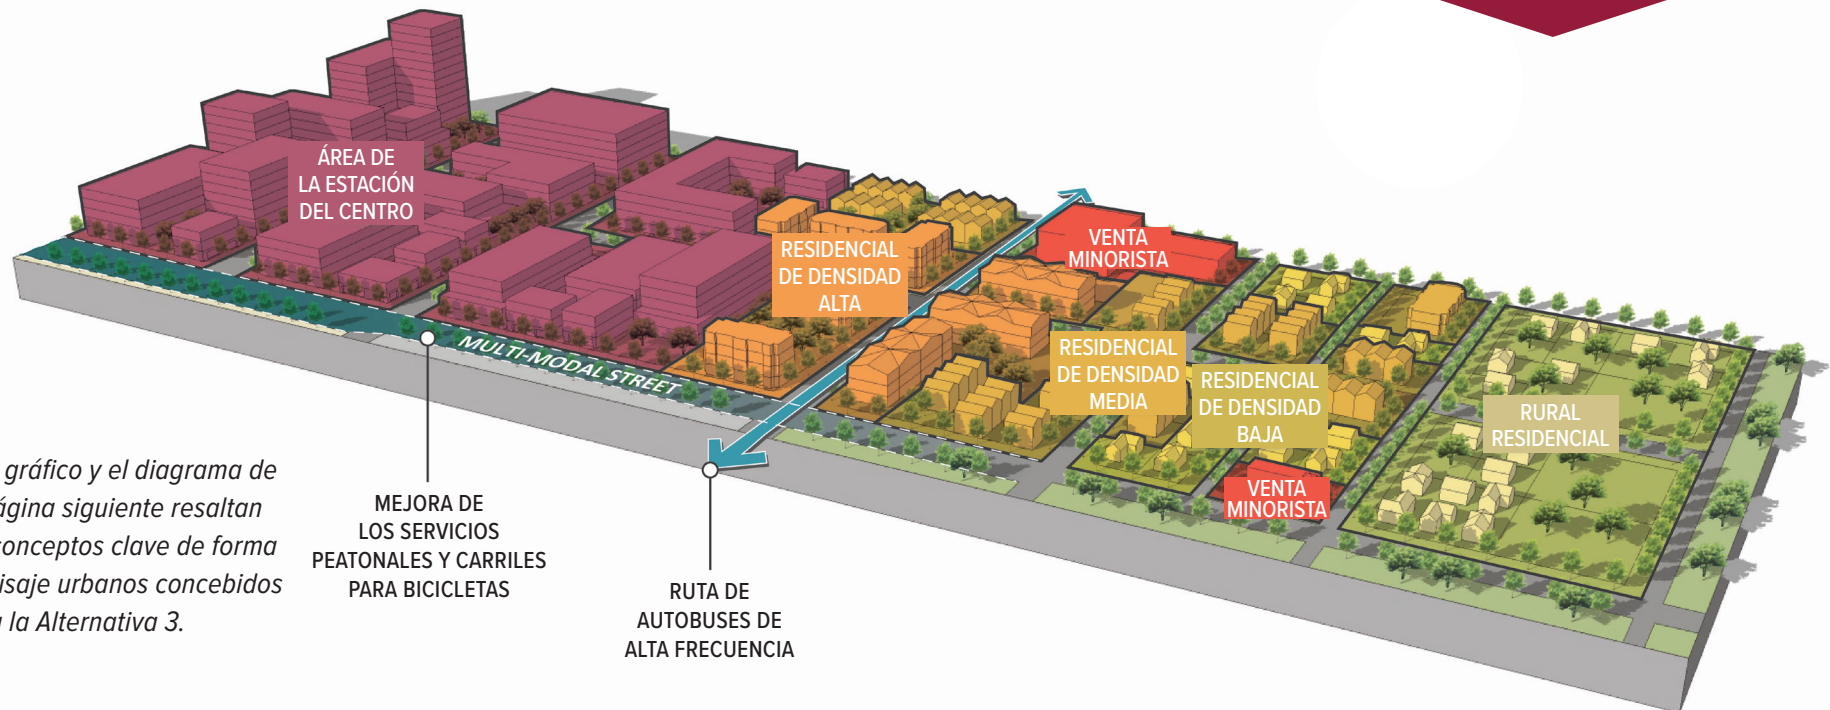 ÁREA DE
LA ESTACIÓN
DEL CENTRO
RESIDENCIAL
DE DENSIDAD
ALTA
VENTA
MINORISTA
RESIDENCIAL
DE DENSIDAD
MEDIA
RESIDENCIAL
DE DENSIDAD
BAJA
RURAL
RESIDENCIAL
VENTA
MINORISTA
MULTI-MODAL STREET
MEJORA DE
LOS SERVICIOS
PEATONALES Y CARRILES
PARA BICICLETAS
RUTA DE
AUTOBUSES DE
ALTA FRECUENCIA
gráfico y el diagrama de
página siguiente resaltan
conceptos clave de forma
urbanos concebidos
la Alternativa 3.